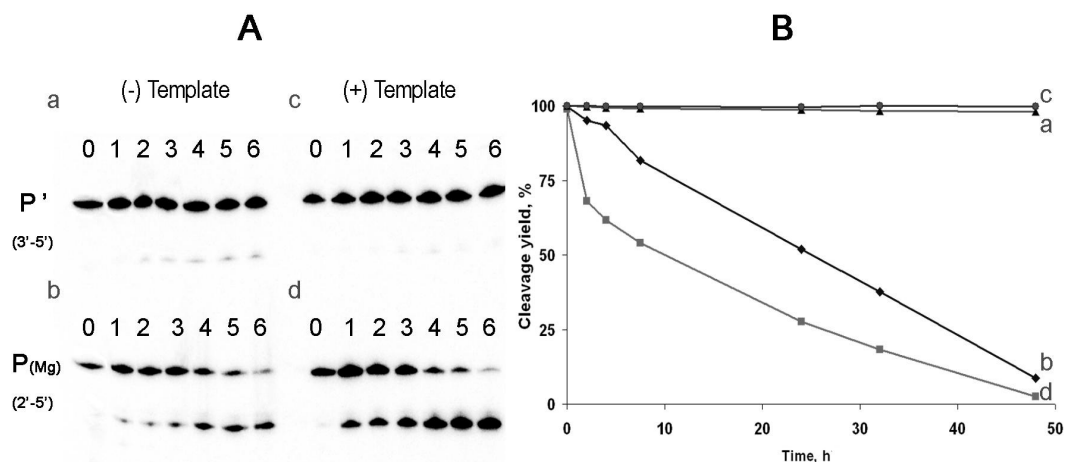 A
B
(-) Template
(+) Template
a
c
0 1 2 3 4 5 6
0 1 2 3 4 5 6
P'
(3'-5')
b
d
0 1 2 3 4 5 6
0 1 2 3 4 5 6
P(Mg)
(2'-5')
Cleavage yield, %
100
75
50
25
0
0 10 20 30 40 50
Time, h
c
a
b
d